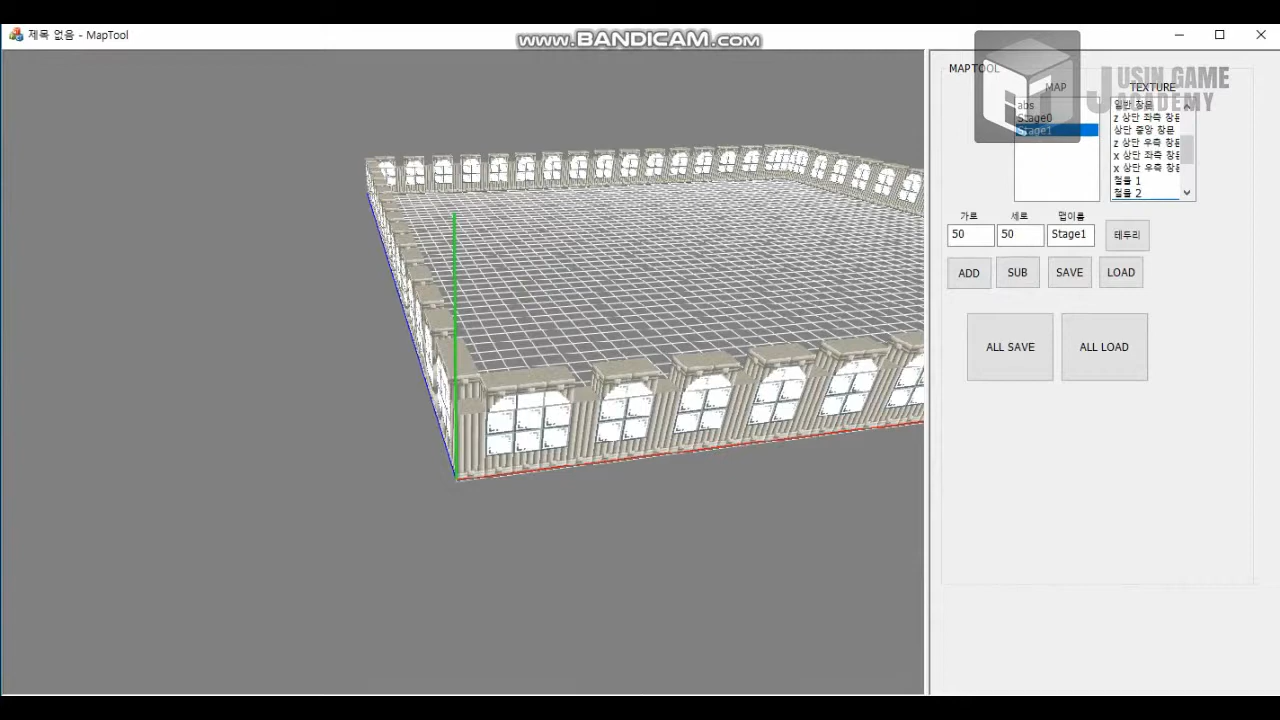 제목 없음 - MapTool
www.BANDICAM.com
MAPTOOL
JUSIN GAME
ACADEMY
MAP
TEXTURE
abs
Stage0
Stage1
일반 창문
z 상단 좌측 창문
상단 중앙 창문
z 상단 우측 창문
x 상단 좌측 창문
x 상단 우측 창문
철물 1
철물 2
가로
세로
맵이름
50
50
Stage1
테두리
ADD
SUB
SAVE
LOAD
ALL SAVE
ALL LOAD